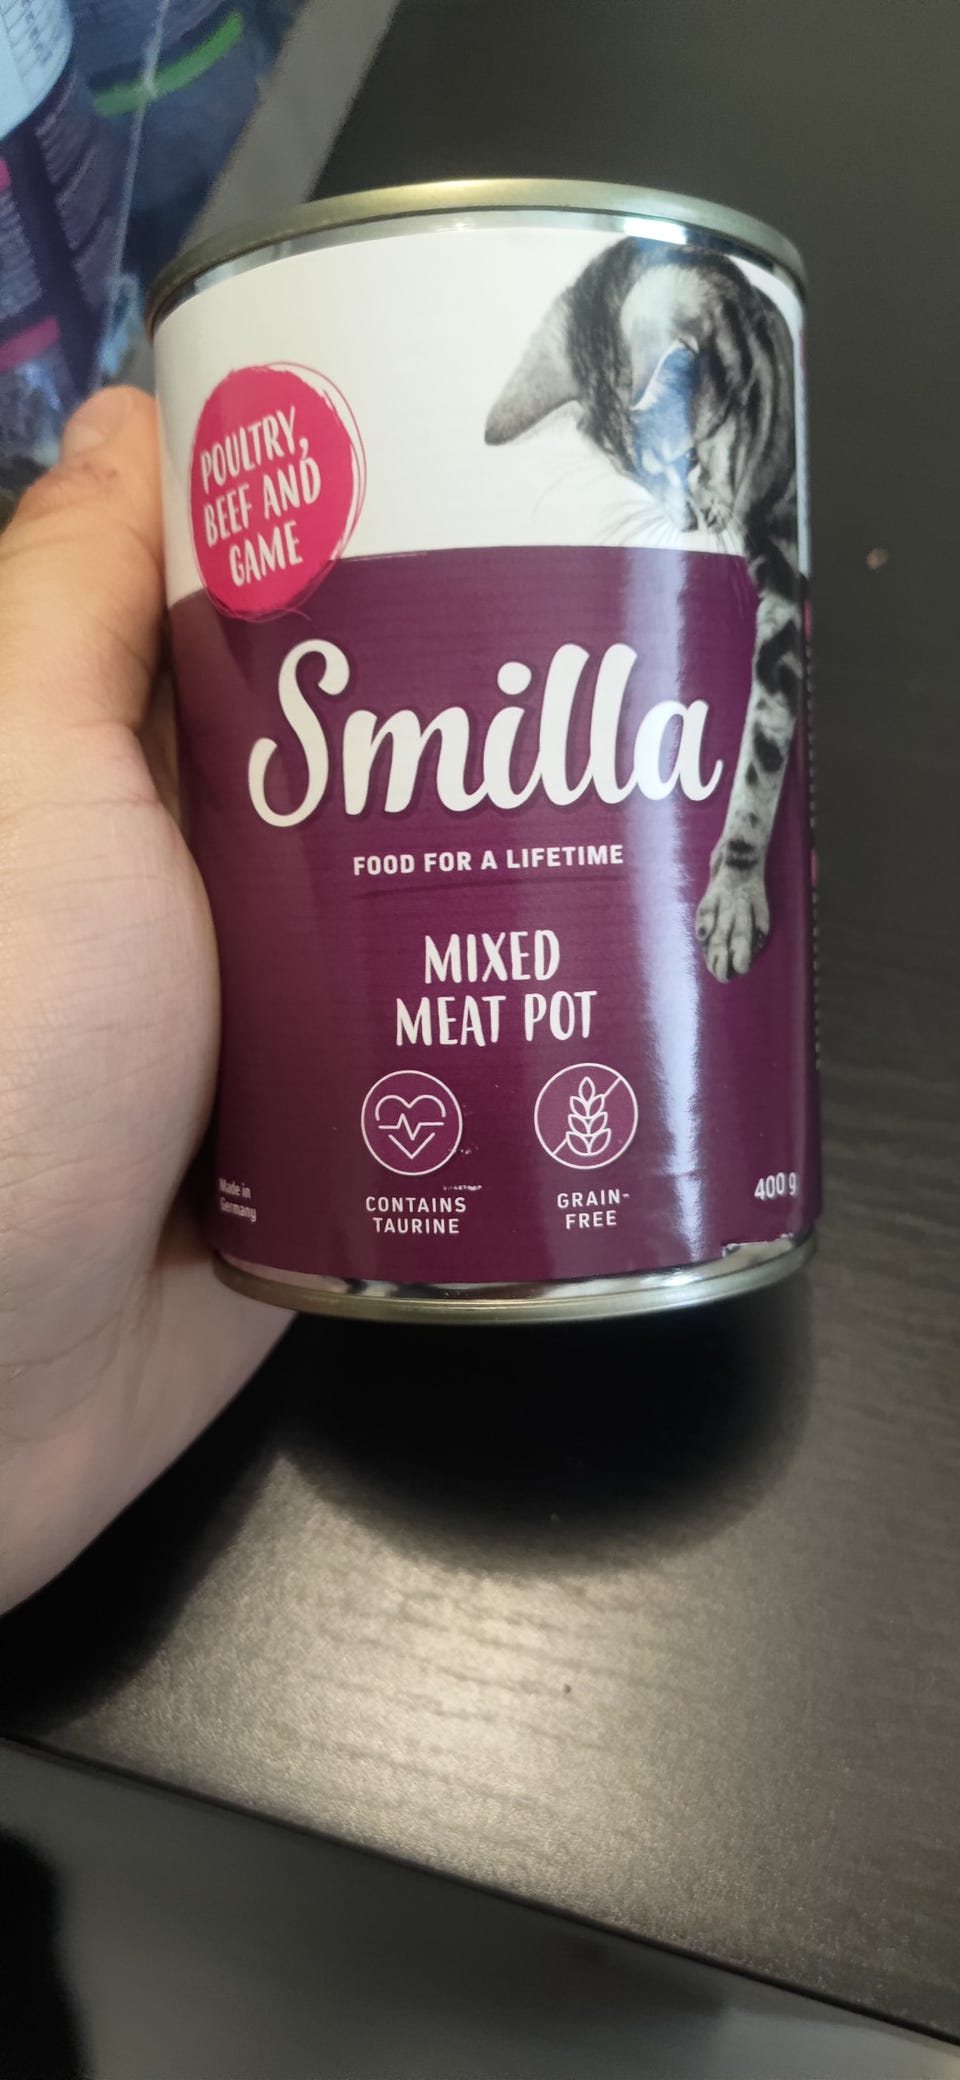 POULTRY,
BEEF AND
GAME
Smilla
FOOD FOR A LIFETIME
MIXED
MEAT POT
CONTAINS
TAURINE
GRAIN-
FREE
Made in
Germany
400 g